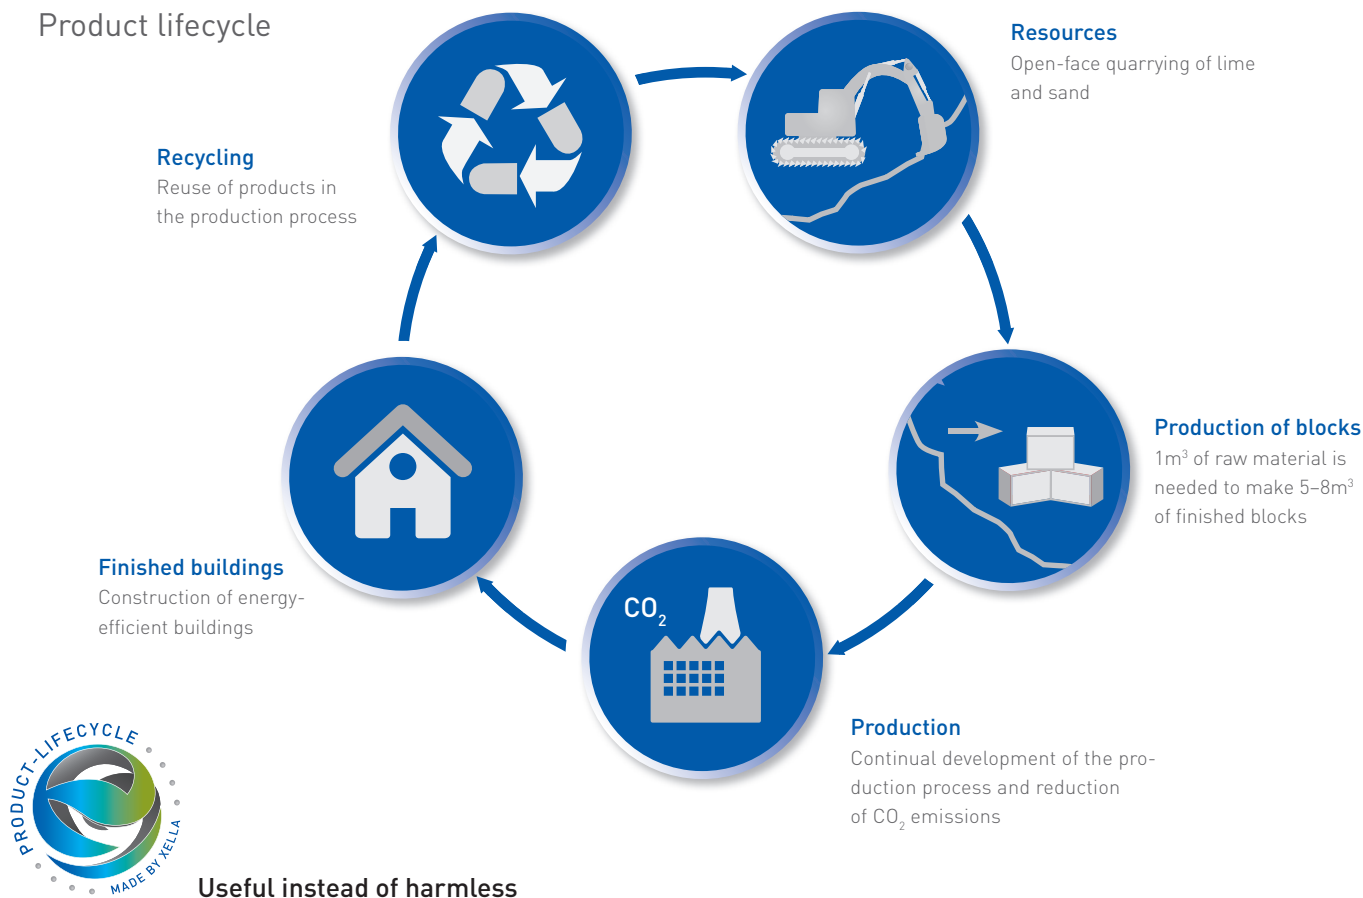 Product lifecycle
Resources
Open-face quarrying of lime
and sand
Recycling
Reuse of products in
the production process
Production of blocks
1m³ of raw material is
needed to make 5–8m³
of finished blocks
Finished buildings
Construction of energy-
efficient buildings
CO₂
Production
Continual development of the pro-
duction process and reduction
of CO₂ emissions
PRODUCT-LIFECYCLE
MADE BY XELLA
Useful instead of harmless